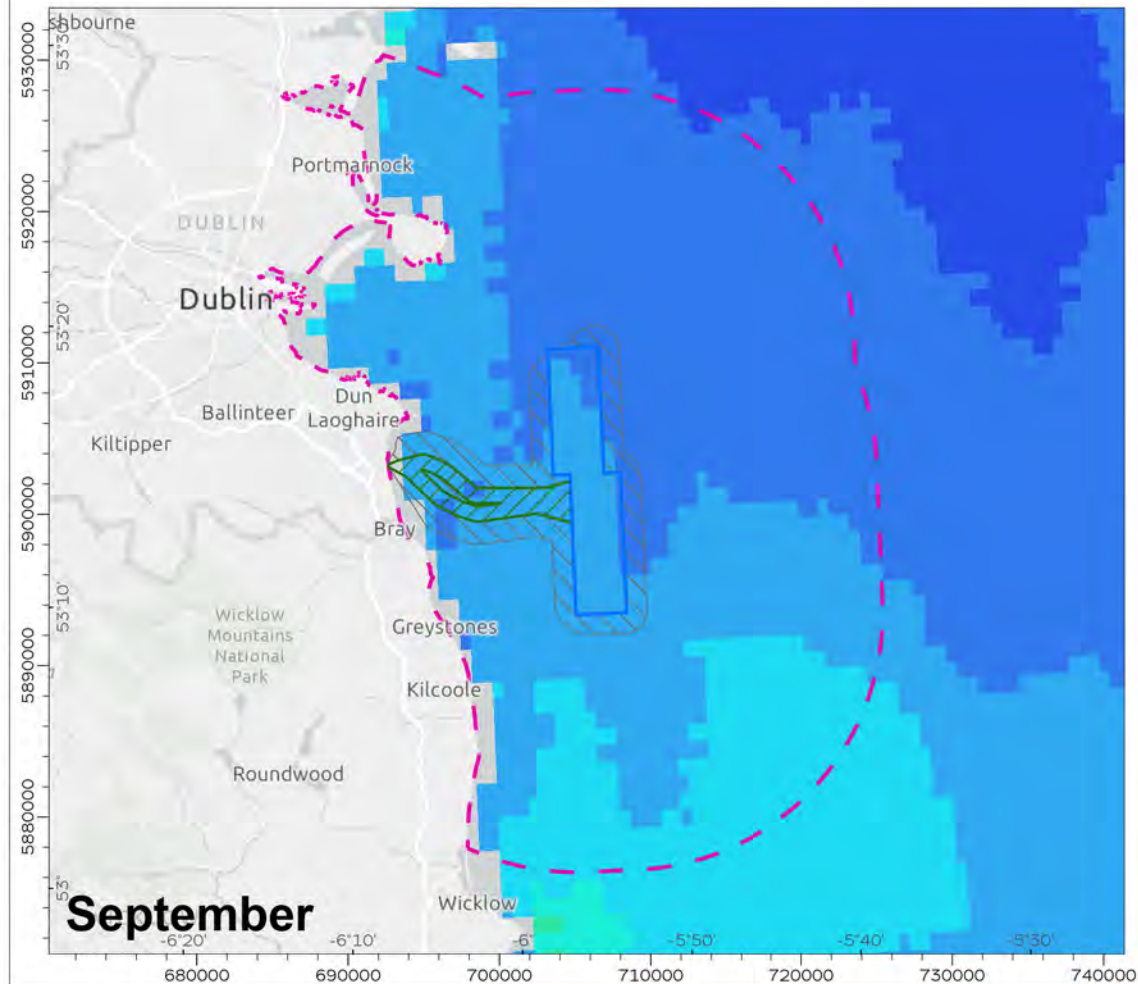 shbourne
Portmarnock
DUBLIN
Dublin
Dun
Laoghaire
Ballinteer
Kiltipper
Bray
Wicklow
Mountains
National
Park
Greystones
Kilcoole
Roundwood
Wicklow
September
-6°20'
-6°10'
-5°50'
-5°40'
-5°30'
680000
690000
700000
710000
720000
730000
740000
5930000
5920000
5910000
5900000
5890000
5880000
53°20'
53°10'
53°